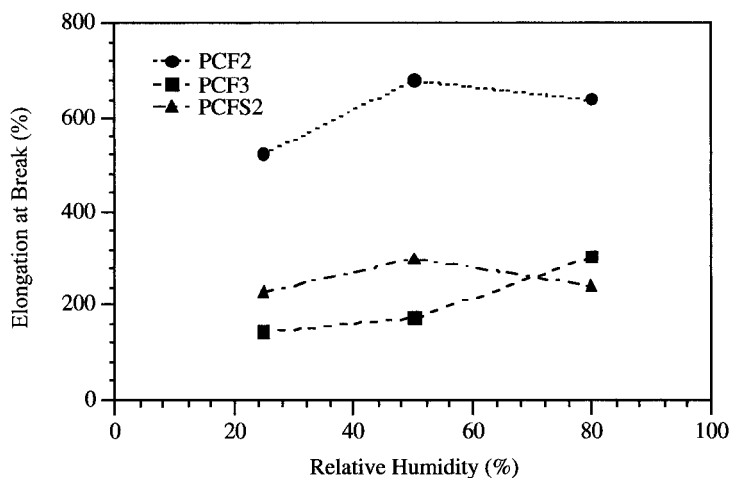 800
PCF2
PCF3
PCFS2
600
400
200
0
0 20 40 60 80 100
Elongation at Break (%)
Relative Humidity (%)